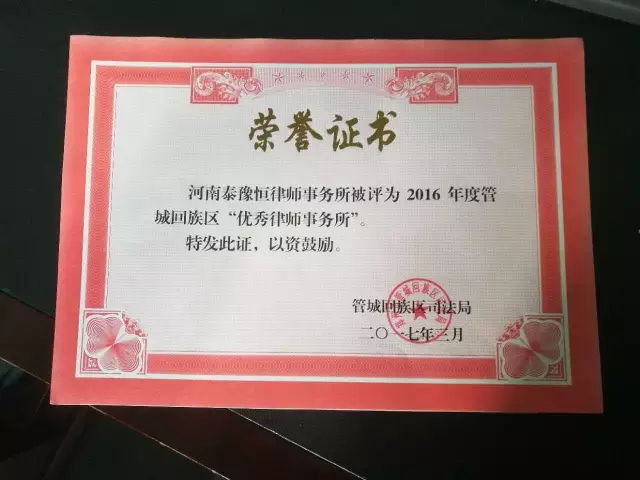 荣誉证书
河南泰豫恒律师事务所被评为 2016 年度管
城回族区“优秀律师事务所”。
特发此证，以资鼓励。
管城回族区司法局
二〇一七年三月